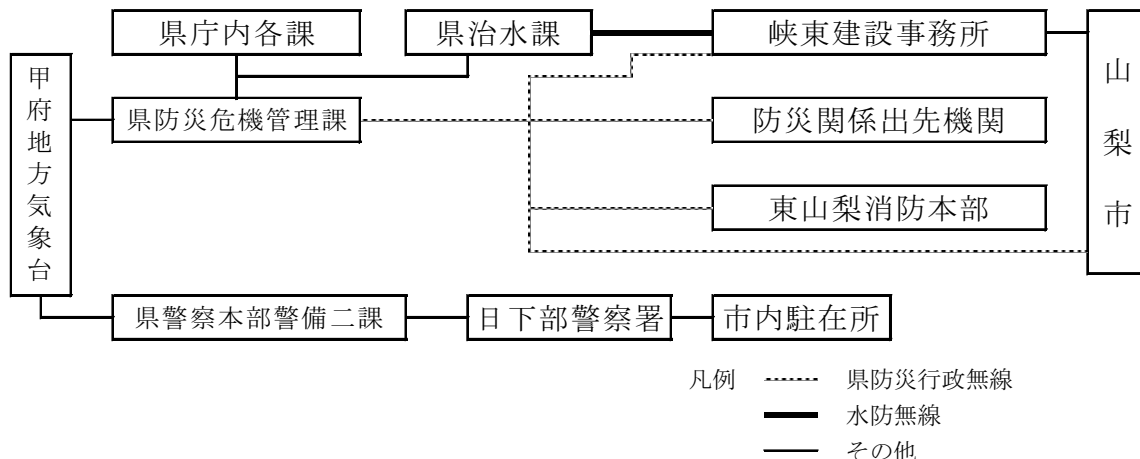 県庁内各課
県治水課
峡東建設事務所
山梨市
甲府地方気象台
県防災危機管理課
防災関係出先機関
東山梨消防本部
県警察本部警備二課
日下部警察署
市内駐在所
凡例
県防災行政無線
水防無線
その他